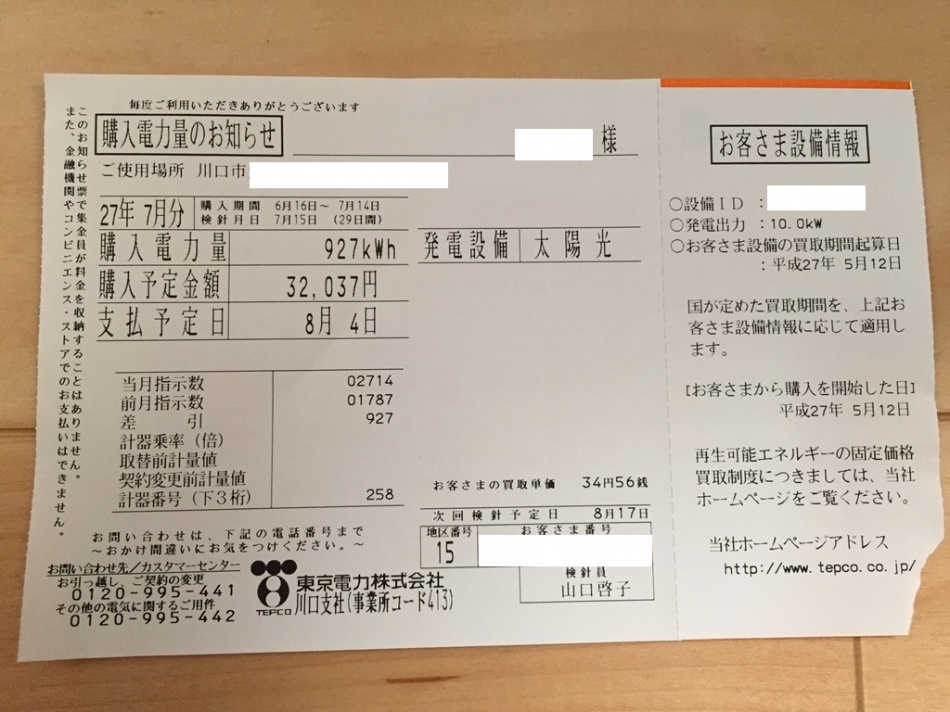 毎度ご利用いただきありがとうございます
購入電力量のお知らせ
様
ご使用場所 川口市
27年 7月分
購入期間 6月16日～ 7月14日
検針月日 7月15日 (29日間)
購入電力量 927kWh
購入予定金額 32,037円
支払予定日 8月 4日
発電設備 太陽光
当月指示数 02714
前月指示数 01787
差引 927
計器乗率(倍)
取替前計量値
契約変更前計量値
計器番号(下3桁) 258
お客さまの買取単価 34円56銭
次回検針予定日 8月17日
地区番号 お客さま番号
15
検針員
山口啓子
お問い合わせは、下記の電話番号まで
～おかけ間違いにお気をつけください。～
お問い合わせ先/カスタマーセンター
お引っ越し、ご契約の変更
0120-995-441
その他の電気に関するご用件
0120-995-442
TEPCO
東京電力株式会社
川口支社(事業所コード413)
このお知らせ票で集金員が料金を収納することはありません。
また、金融機関やコンビニエンス・ストアでのお支払いはできません。
お客さま設備情報
○設備ID :
○発電出力 : 10.0kW
○お客さま設備の買取期間起算日
: 平成27年 5月12日
国が定めた買取期間を、上記お
客さま設備情報に応じて適用し
ます。
[お客さまから購入を開始した日]
平成27年 5月12日
再生可能エネルギーの固定価格
買取制度につきましては、当社
ホームページをご覧ください。
当社ホームページアドレス
http://www.tepco.co.jp/